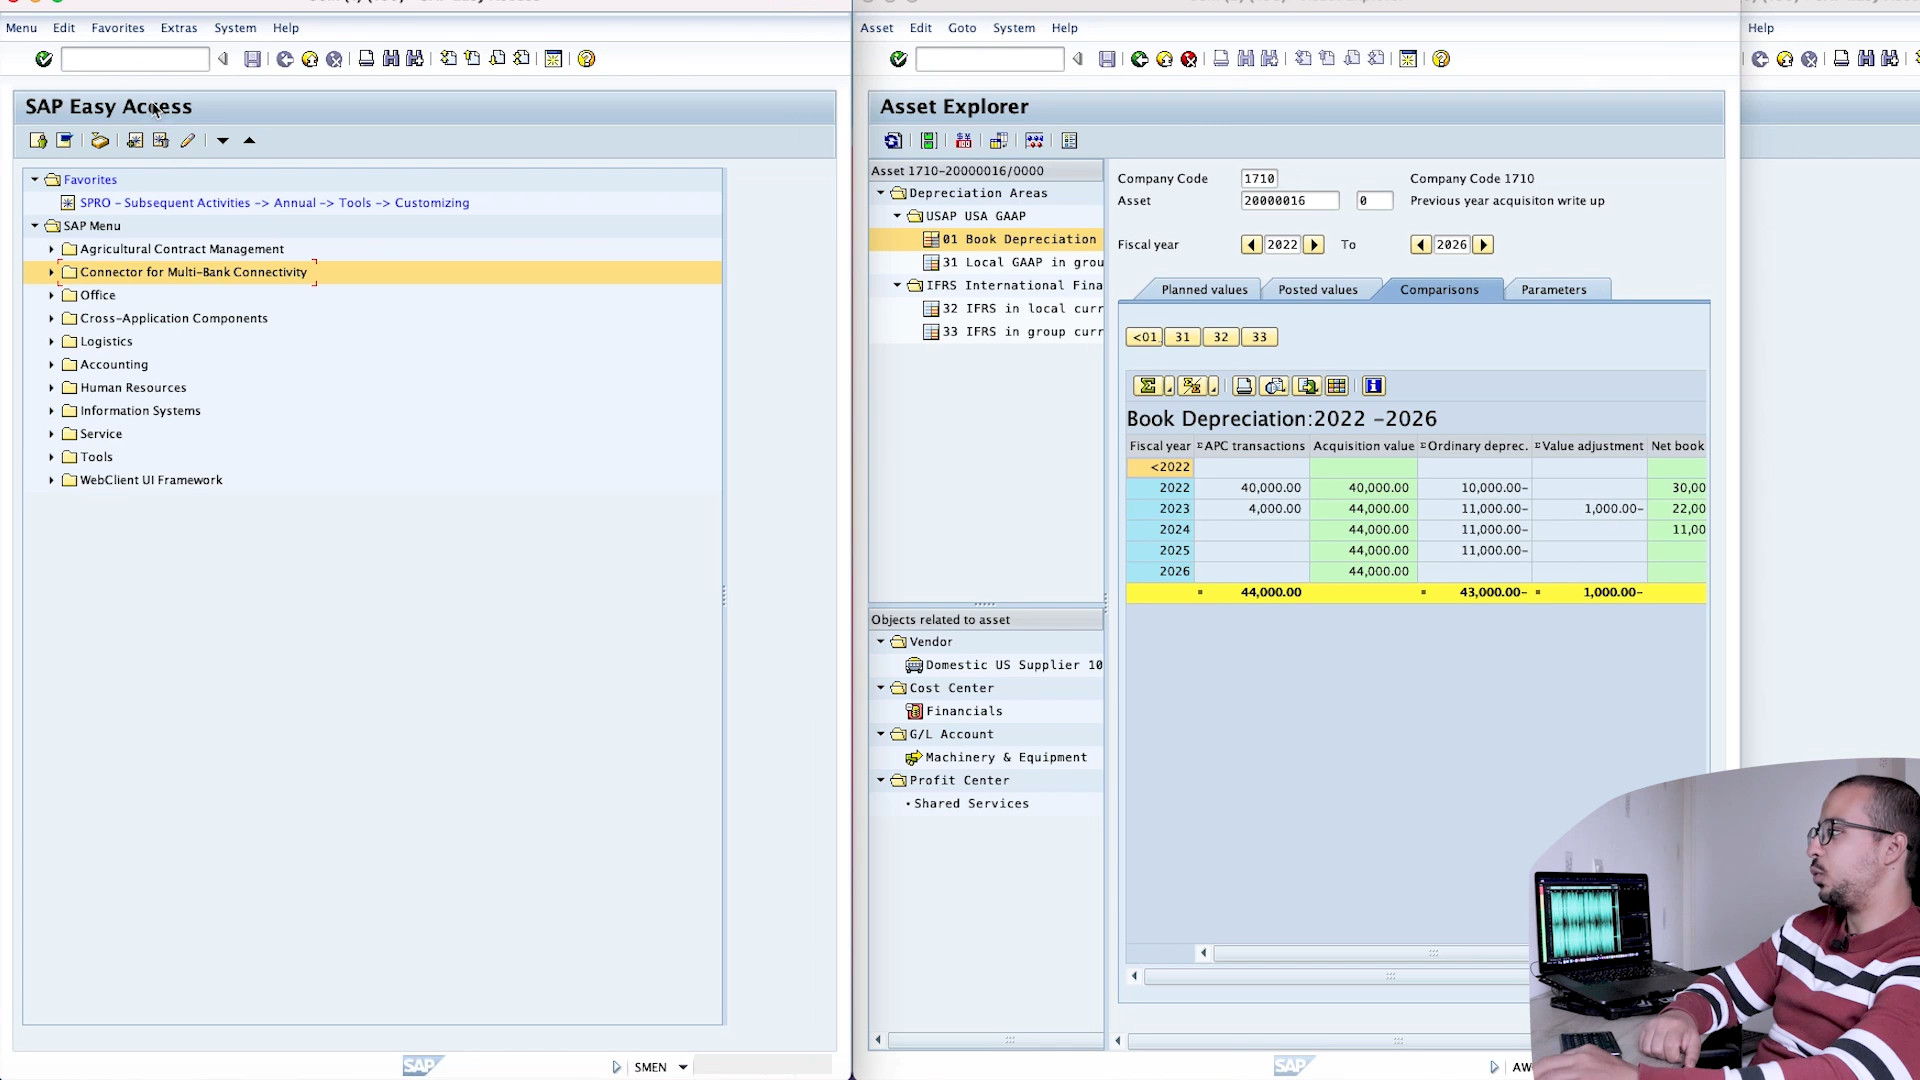 Menu Edit Favorites Extras System Help
SAP Easy Access
Favorites
SPRO – Subsequent Activities -> Annual -> Tools -> Customizing
SAP Menu
Agricultural Contract Management
Connector for Multi-Bank Connectivity
Office
Cross-Application Components
Logistics
Accounting
Human Resources
Information Systems
Service
Tools
WebClient UI Framework
SAP
SMEN
Asset Edit Goto System Help
Asset Explorer
Asset 1710-20000016/0000
Depreciation Areas
USAP USA GAAP
01 Book Depreciation
31 Local GAAP in grou
IFRS International Fina
32 IFRS in local curr
33 IFRS in group curr
Objects related to asset
Vendor
Domestic US Supplier 10
Cost Center
Financials
G/L Account
Machinery & Equipment
Profit Center
Shared Services
Company Code 1710 Company Code 1710
Asset 20000016 0 Previous year acquisiton write up
Fiscal year 2022 To 2026
Planned values Posted values Comparisons Parameters
<01 31 32 33
Book Depreciation:2022 –2026
Fiscal year APC transactions Acquisition value Ordinary deprec. Value adjustment Net book
<2022
2022 40,000.00 40,000.00 10,000.00- 30,00
2023 4,000.00 44,000.00 11,000.00- 1,000.00- 22,00
2024 44,000.00 11,000.00- 11,00
2025 44,000.00 11,000.00-
2026 44,000.00
44,000.00 43,000.00- 1,000.00-
SAP
AW
Help